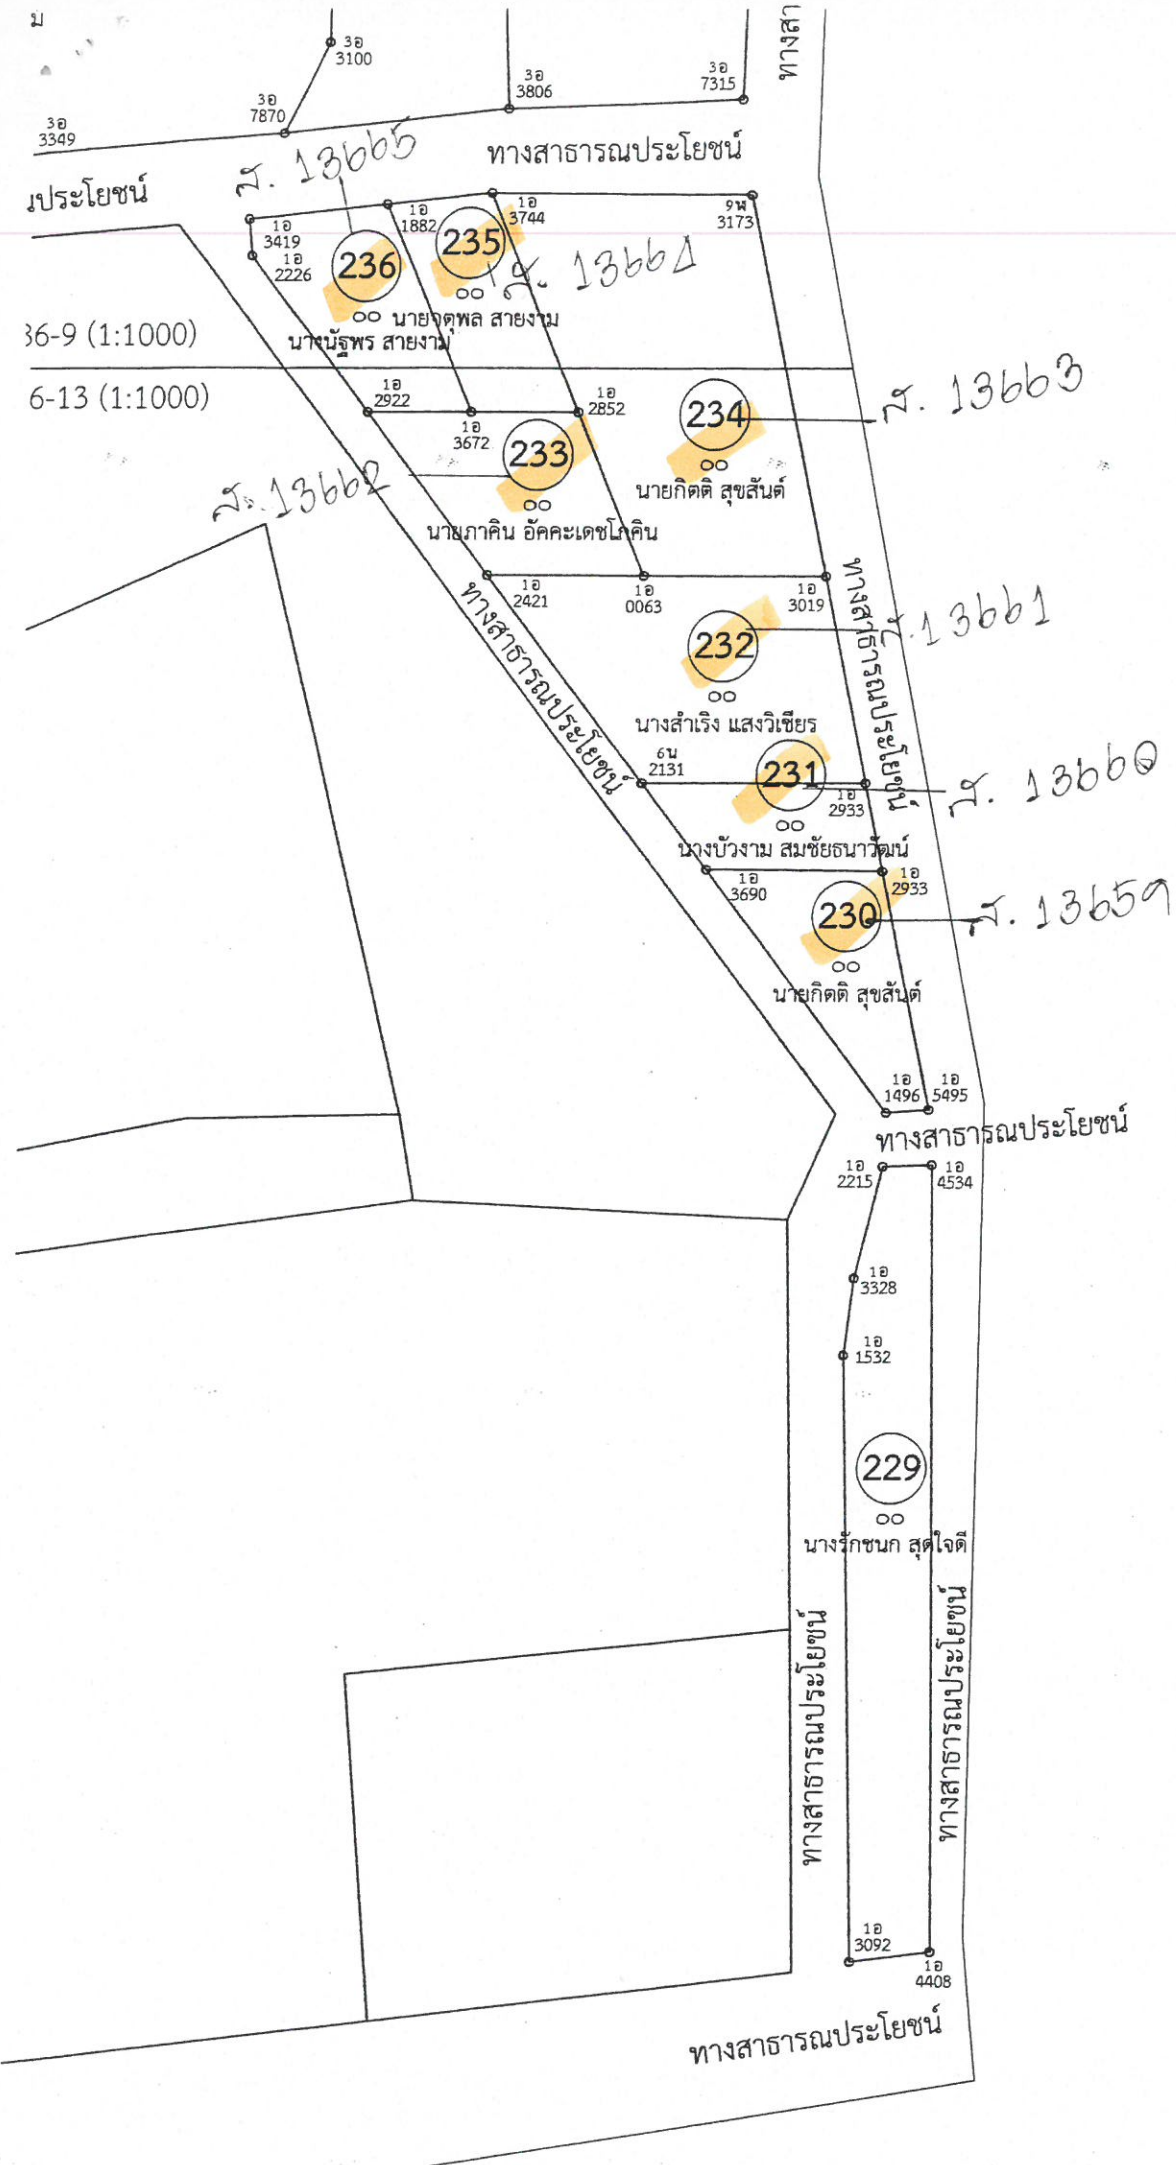 ม
3อ
3100
3อ
3806
3อ
7315
ทางสา
3อ
7870
3อ
3349
ส. 13665
ทางสาธารณประโยชน์
นประโยชน์
1อ
3419
1อ
1882
1อ
3744
9พ
3173
1อ
2226
236
235
ส. 13664
นายจตุพล สายงาม
นางนัฐพร สายงาม
36-9 (1:1000)
6-13 (1:1000)
1อ
2922
1อ
3672
1อ
2852
234
ส. 13663
233
ส. 13662
นายกิตติ สุขสันต์
นายภาคิน อัคคะเดชโภคิน
1อ
2421
1อ
0063
1อ
3019
ทางสาธารณประโยชน์
ทางสาธารณประโยชน์
232
ส. 13661
นางสำเริง แสงวิเชียร
6น
2131
231
1อ
2933
ส. 13660
นางบัวงาม สมชัยธนาวัฒน์
1อ
3690
1อ
2933
230
ส. 13659
นายกิตติ สุขสันต์
1อ
1496
1อ
5495
ทางสาธารณประโยชน์
1อ
2215
1อ
4534
1อ
3328
1อ
1532
229
นางรักชนก สุดใจดี
ทางสาธารณประโยชน์
ทางสาธารณประโยชน์
1อ
3092
1อ
4408
ทางสาธารณประโยชน์